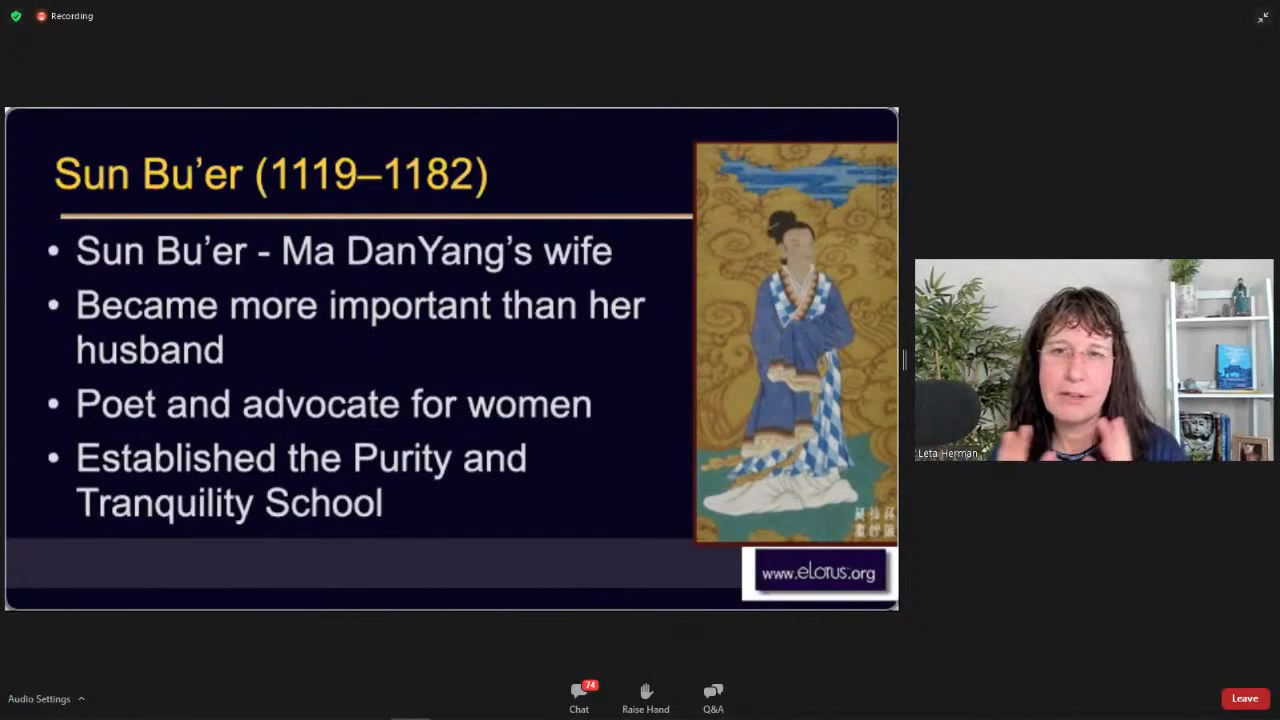 Recording
Sun Bu’er (1119–1182)
• Sun Bu’er - Ma DanYang’s wife
• Became more important than her
husband
• Poet and advocate for women
• Established the Purity and
Tranquility School
www.eLotus.org
Leta Herman
Audio Settings
74
Chat
Raise Hand
Q&A
Leave